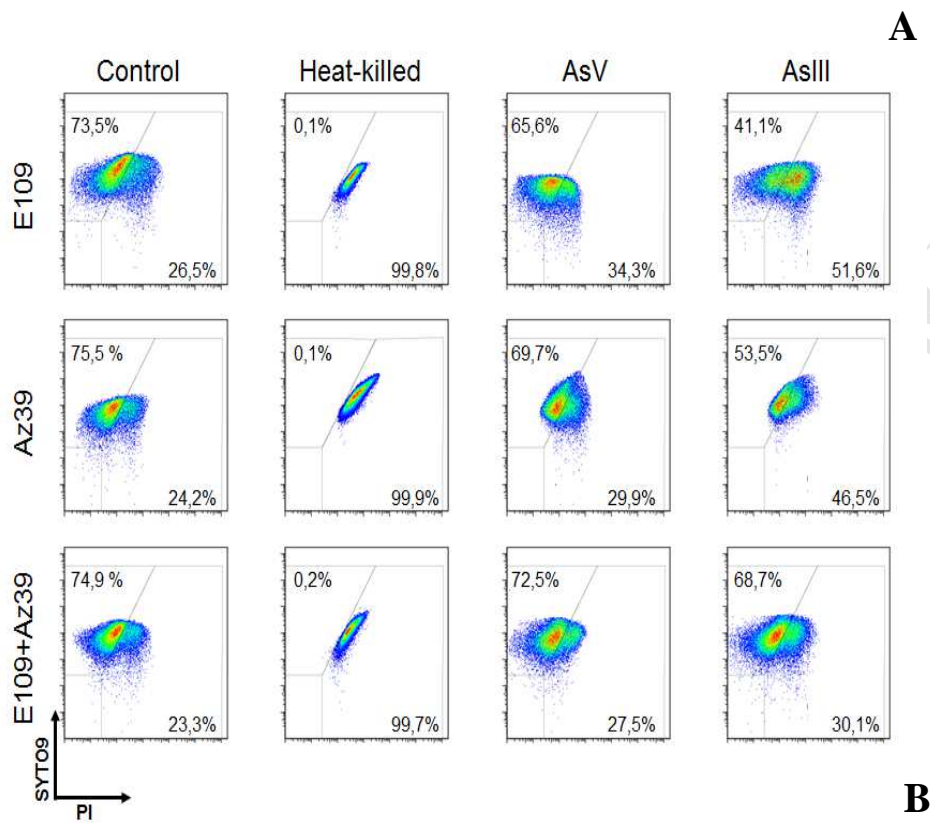 A
Control Heat-killed AsV AsIII
E109
73,5% 0,1% 65,6% 41,1%
26,5% 99,8% 34,3% 51,6%
Az39
75,5 % 0,1% 69,7% 53,5%
24,2% 99,9% 29,9% 46,5%
E109+Az39
74,9 % 0,2% 72,5% 68,7%
23,3% 99,7% 27,5% 30,1%
SYTO9
PI
B